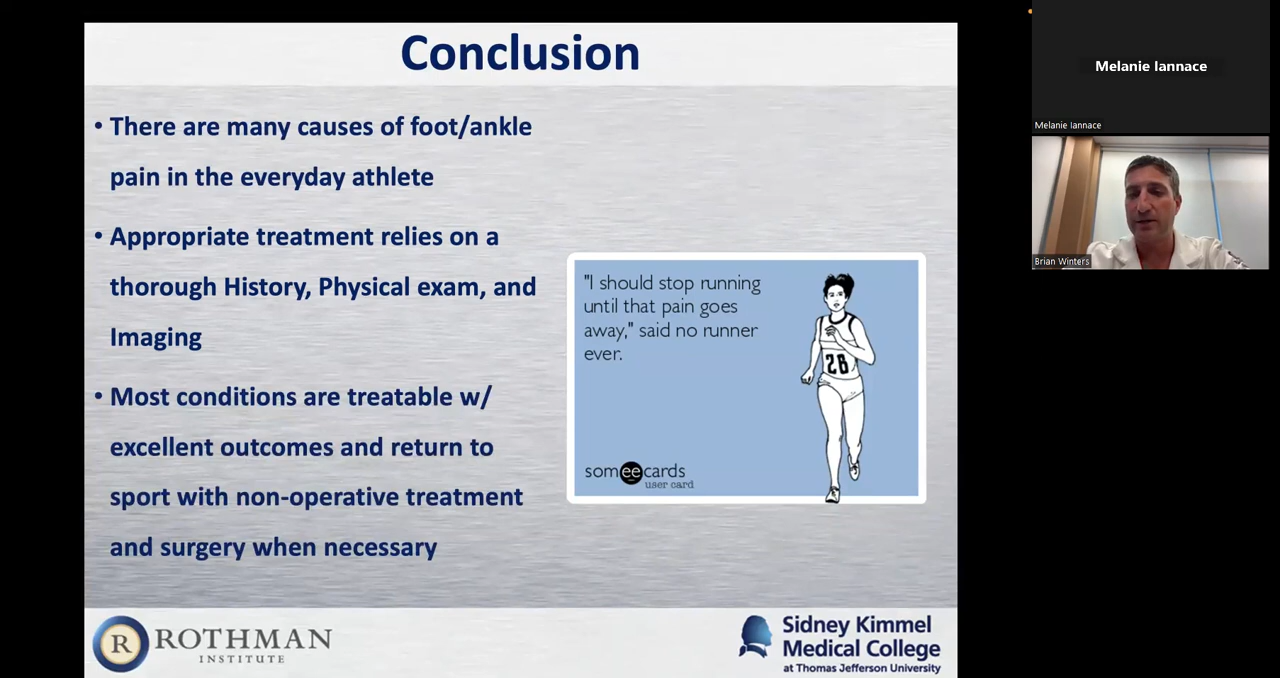 Conclusion
• There are many causes of foot/ankle
pain in the everyday athlete
• Appropriate treatment relies on a
thorough History, Physical exam, and
Imaging
• Most conditions are treatable w/
excellent outcomes and return to
sport with non-operative treatment
and surgery when necessary
"I should stop running
until that pain goes
away," said no runner
ever.
28
someecards
user card
R ROTHMAN
INSTITUTE
Sidney Kimmel
Medical College
at Thomas Jefferson University
Melanie Iannace
Melanie Iannace
Brian Winters